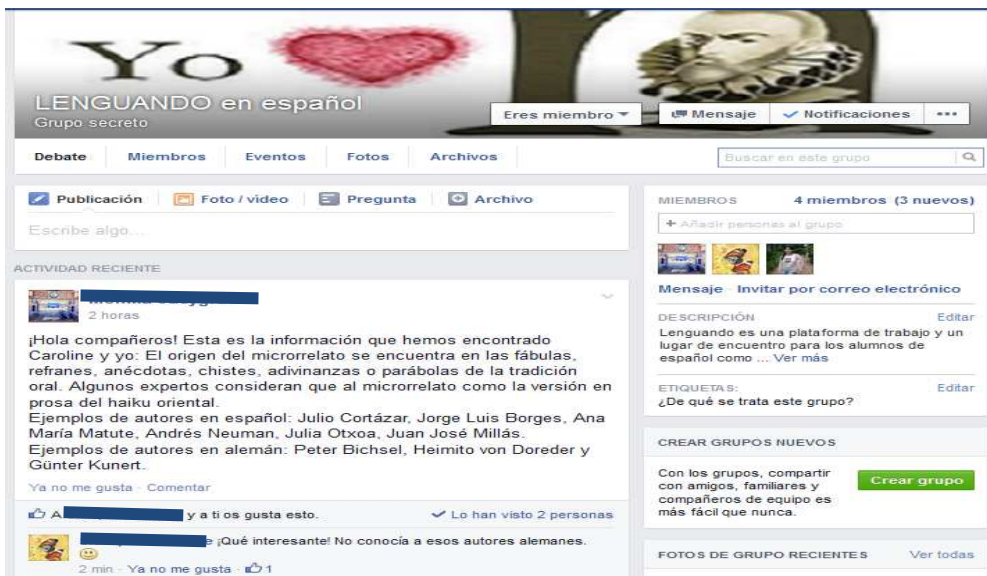 Yo
LENGUANDO en español
Grupo secreto
Eres miembro
Mensaje
Notificaciones
Debate
Miembros
Eventos
Fotos
Archivos
Buscar en este grupo
Publicación
Foto / video
Pregunta
Archivo
Escribe algo...
ACTIVIDAD RECIENTE
2 horas
¡Hola compañeros! Esta es la información que hemos encontrado
Caroline y yo: El origen del microrrelato se encuentra en las fábulas,
refranes, anécdotas, chistes, adivinanzas o parábolas de la tradición
oral. Algunos expertos consideran que al microrrelato como la versión en
prosa del haiku oriental.
Ejemplos de autores en español: Julio Cortázar, Jorge Luis Borges, Ana
María Matute, Andrés Neuman, Julia Otxoa, Juan José Millás.
Ejemplos de autores en alemán: Peter Bichsel, Heimito von Doreder y
Günter Kunert.
Ya no me gusta · Comentar
A
y a ti os gusta esto.
Lo han visto 2 personas
e ¡Qué interesante! No conocía a esos autores alemanes.
2 min · Ya no me gusta · 1
MIEMBROS
4 miembros (3 nuevos)
+ Añadir personas al grupo
Mensaje · Invitar por correo electrónico
DESCRIPCIÓN
Editar
Lenguando es una plataforma de trabajo y un
lugar de encuentro para los alumnos de
español como ... Ver más
ETIQUETAS:
Editar
¿De qué se trata este grupo?
CREAR GRUPOS NUEVOS
Con los grupos, compartir
con amigos, familiares y
compañeros de equipo es
más fácil que nunca.
Crear grupo
FOTOS DE GRUPO RECIENTES
Ver todas